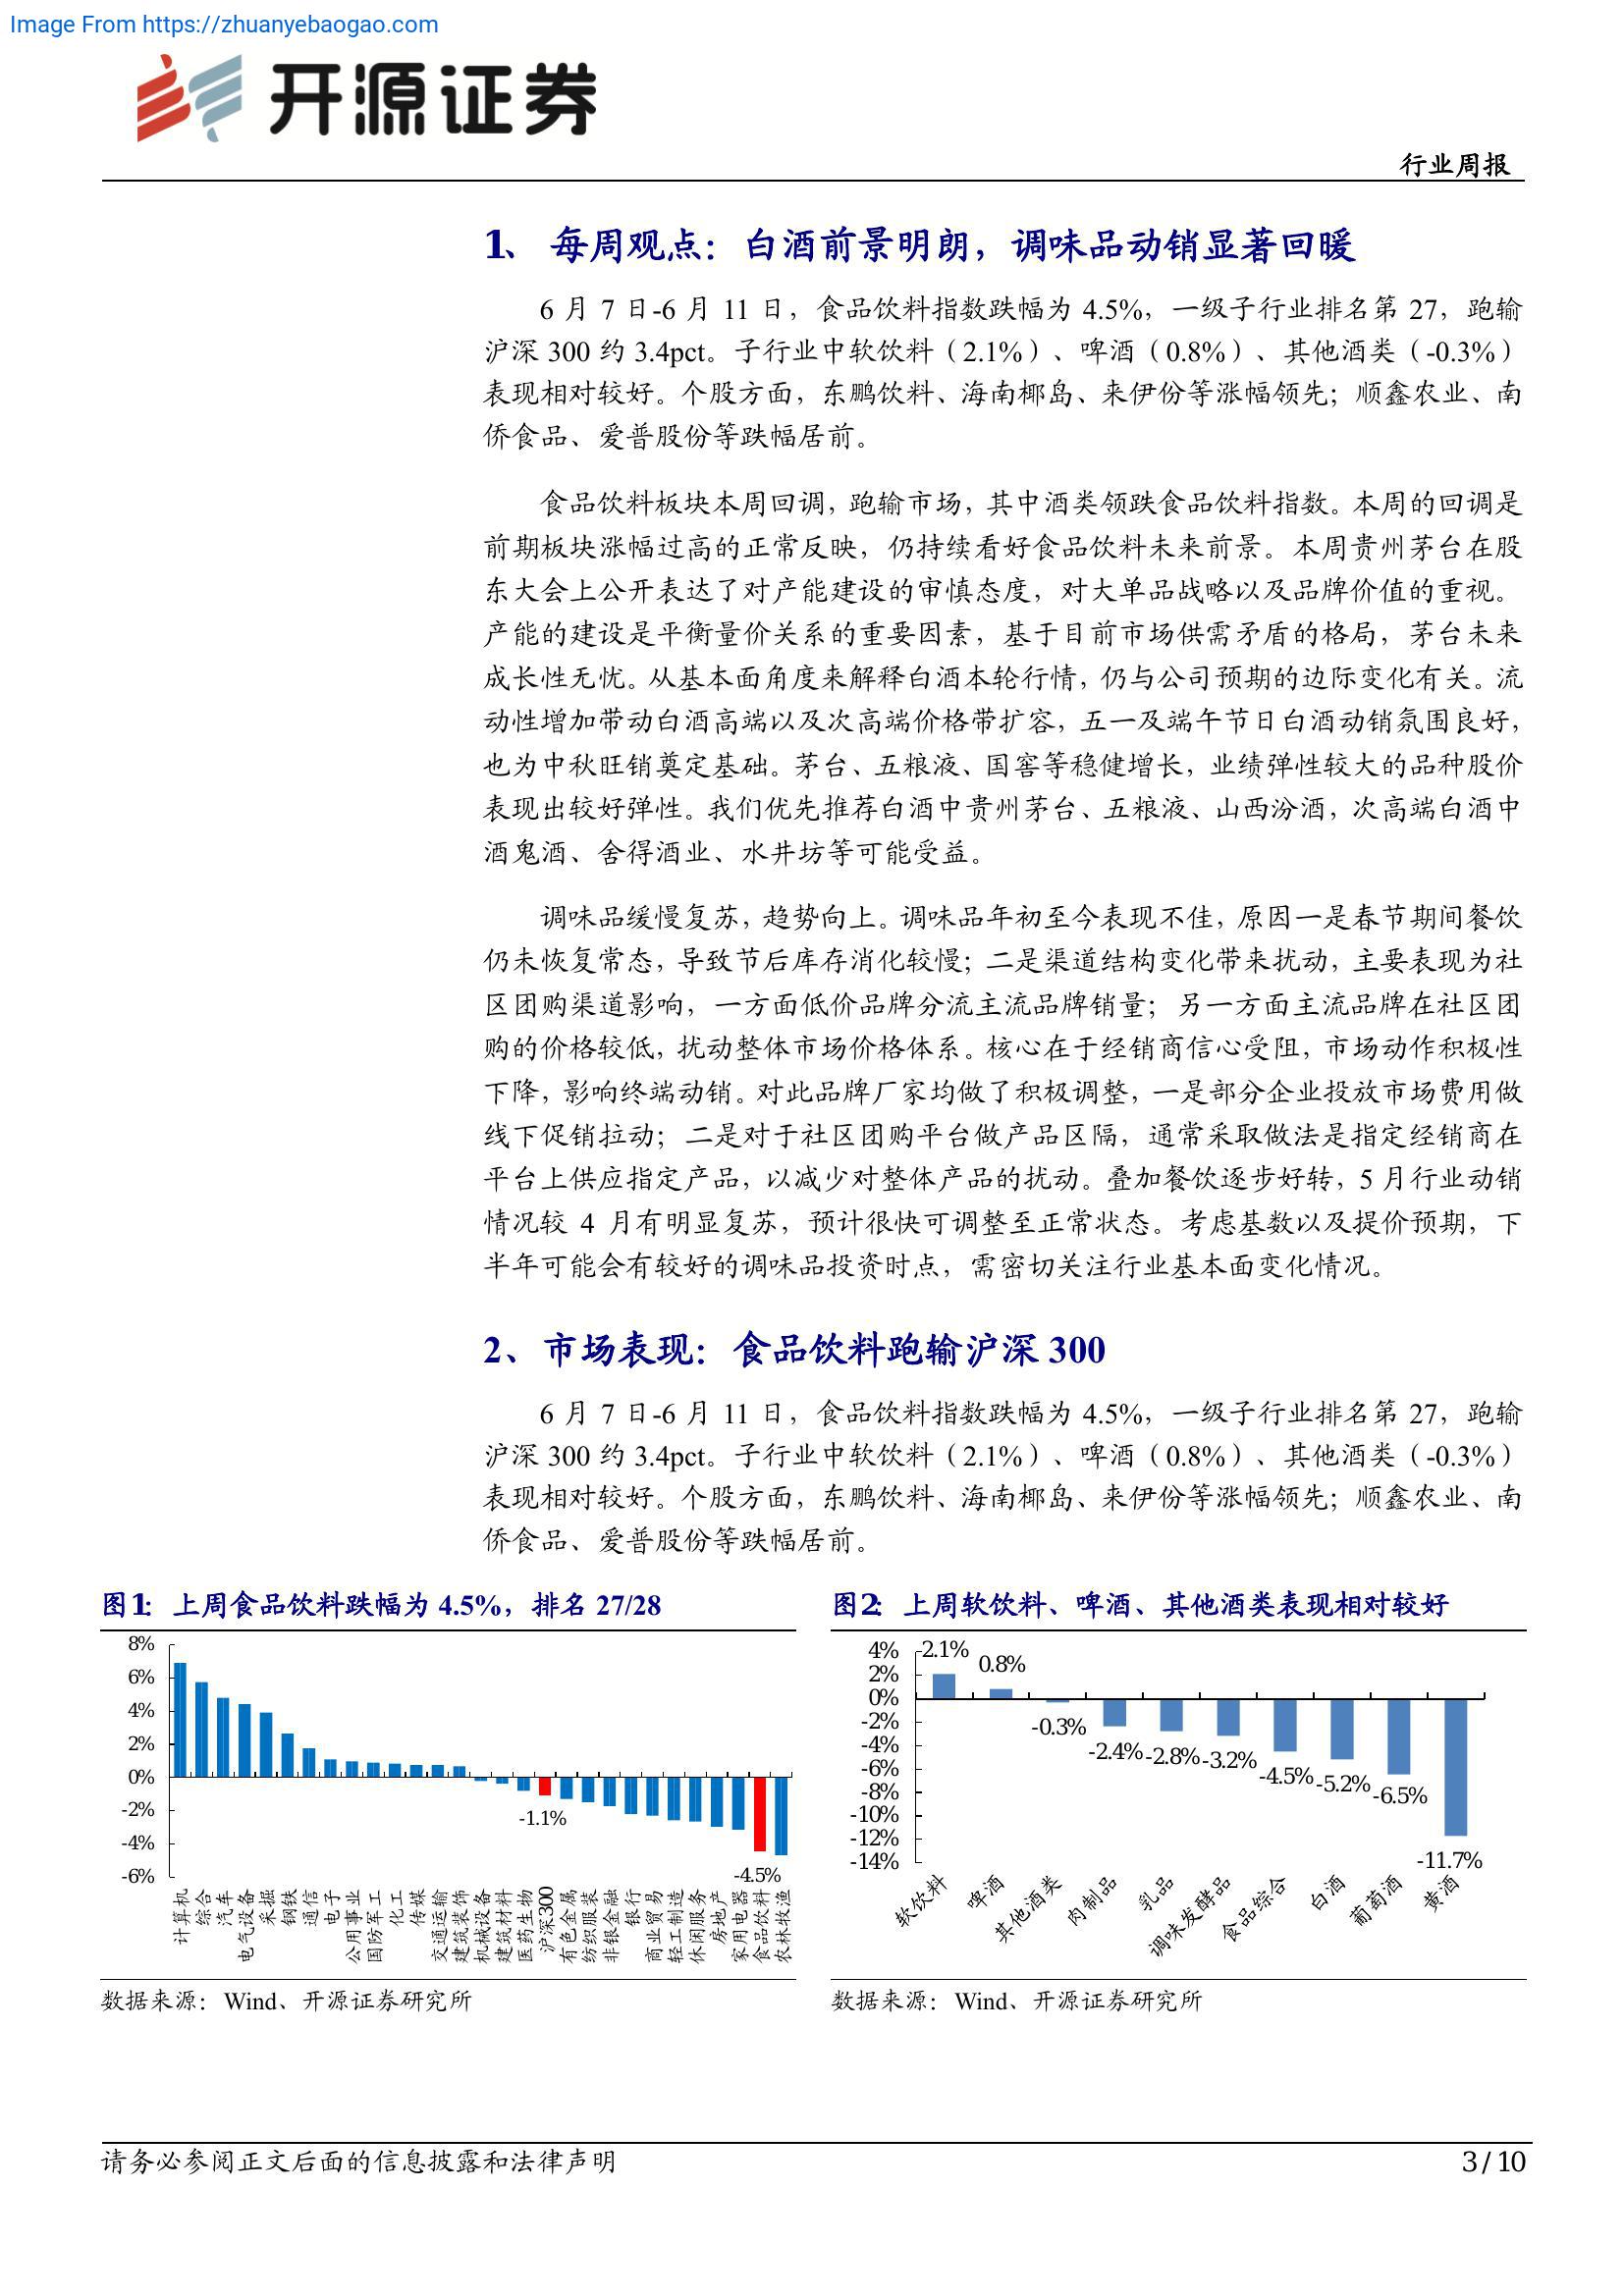 Image From https://zhuanyebaogao.com
开源证券
行业周报
1、 每周观点：白酒前景明朗，调味品动销显著回暖
6 月 7 日-6 月 11 日，食品饮料指数跌幅为 4.5%，一级子行业排名第 27，跑输
沪深 300 约 3.4pct。子行业中软饮料（2.1%）、啤酒（0.8%）、其他酒类（-0.3%）
表现相对较好。个股方面，东鹏饮料、海南椰岛、来伊份等涨幅领先；顺鑫农业、南
侨食品、爱普股份等跌幅居前。
食品饮料板块本周回调，跑输市场，其中酒类领跌食品饮料指数。本周的回调是
前期板块涨幅过高的正常反映，仍持续看好食品饮料未来前景。本周贵州茅台在股
东大会上公开表达了对产能建设的审慎态度，对大单品战略以及品牌价值的重视。
产能的建设是平衡量价关系的重要因素，基于目前市场供需矛盾的格局，茅台未来
成长性无忧。从基本面角度来解释白酒本轮行情，仍与公司预期的边际变化有关。流
动性增加带动白酒高端以及次高端价格带扩容，五一及端午节日白酒动销氛围良好，
也为中秋旺销奠定基础。茅台、五粮液、国窖等稳健增长，业绩弹性较大的品种股价
表现出较好弹性。我们优先推荐白酒中贵州茅台、五粮液、山西汾酒，次高端白酒中
酒鬼酒、舍得酒业、水井坊等可能受益。
调味品缓慢复苏，趋势向上。调味品年初至今表现不佳，原因一是春节期间餐饮
仍未恢复常态，导致节后库存消化较慢；二是渠道结构变化带来扰动，主要表现为社
区团购渠道影响，一方面低价品牌分流主流品牌销量；另一方面主流品牌在社区团
购的价格较低，扰动整体市场价格体系。核心在于经销商信心受阻，市场动作积极性
下降，影响终端动销。对此品牌厂家均做了积极调整，一是部分企业投放市场费用做
线下促销拉动；二是对于社区团购平台做产品区隔，通常采取做法是指定经销商在
平台上供应指定产品，以减少对整体产品的扰动。叠加餐饮逐步好转，5 月行业动销
情况较 4 月有明显复苏，预计很快可调整至正常状态。考虑基数以及提价预期，下
半年可能会有较好的调味品投资时点，需密切关注行业基本面变化情况。
2、 市场表现：食品饮料跑输沪深 300
6 月 7 日-6 月 11 日，食品饮料指数跌幅为 4.5%，一级子行业排名第 27，跑输
沪深 300 约 3.4pct。子行业中软饮料（2.1%）、啤酒（0.8%）、其他酒类（-0.3%）
表现相对较好。个股方面，东鹏饮料、海南椰岛、来伊份等涨幅领先；顺鑫农业、南
侨食品、爱普股份等跌幅居前。
图1：上周食品饮料跌幅为 4.5%，排名 27/28
8%
6%
4%
2%
0%
-2%
-4%
-6%
-1.1%
-4.5%
计算机
综合
汽车
电气设备
采掘
钢铁
通信
电子
公用事业
国防军工
化工
传媒
交通运输
建筑装饰
机械设备
建筑材料
医药生物
沪深300
有色金属
纺织服装
非银金融
银行
商业贸易
轻工制造
休闲服务
房地产
家用电器
食品饮料
农林牧渔
数据来源：Wind、开源证券研究所
图2：上周软饮料、啤酒、其他酒类表现相对较好
4%
2%
0%
-2%
-4%
-6%
-8%
-10%
-12%
-14%
2.1%
0.8%
-0.3%
-2.4%
-2.8%
-3.2%
-4.5%
-5.2%
-6.5%
-11.7%
软饮料
啤酒
其他酒类
肉制品
乳品
调味发酵品
食品综合
白酒
葡萄酒
黄酒
数据来源：Wind、开源证券研究所
请务必参阅正文后面的信息披露和法律声明
3 / 10